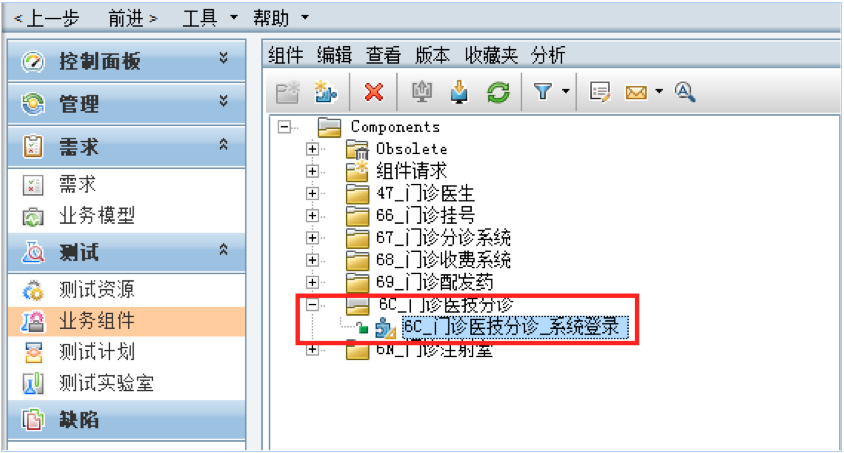 <上一步 前进> 工具 帮助
控制面板
管理
需求
需求
业务模型
测试
测试资源
业务组件
测试计划
测试实验室
缺陷
组件 编辑 查看 版本 收藏夹 分析
Components
Obsolete
组件请求
47_门诊医生
66_门诊挂号
67_门诊分诊系统
68_门诊收费系统
69_门诊配发药
6C_门诊医技分诊
6C_门诊医技分诊_系统登录
6N_门诊注射室